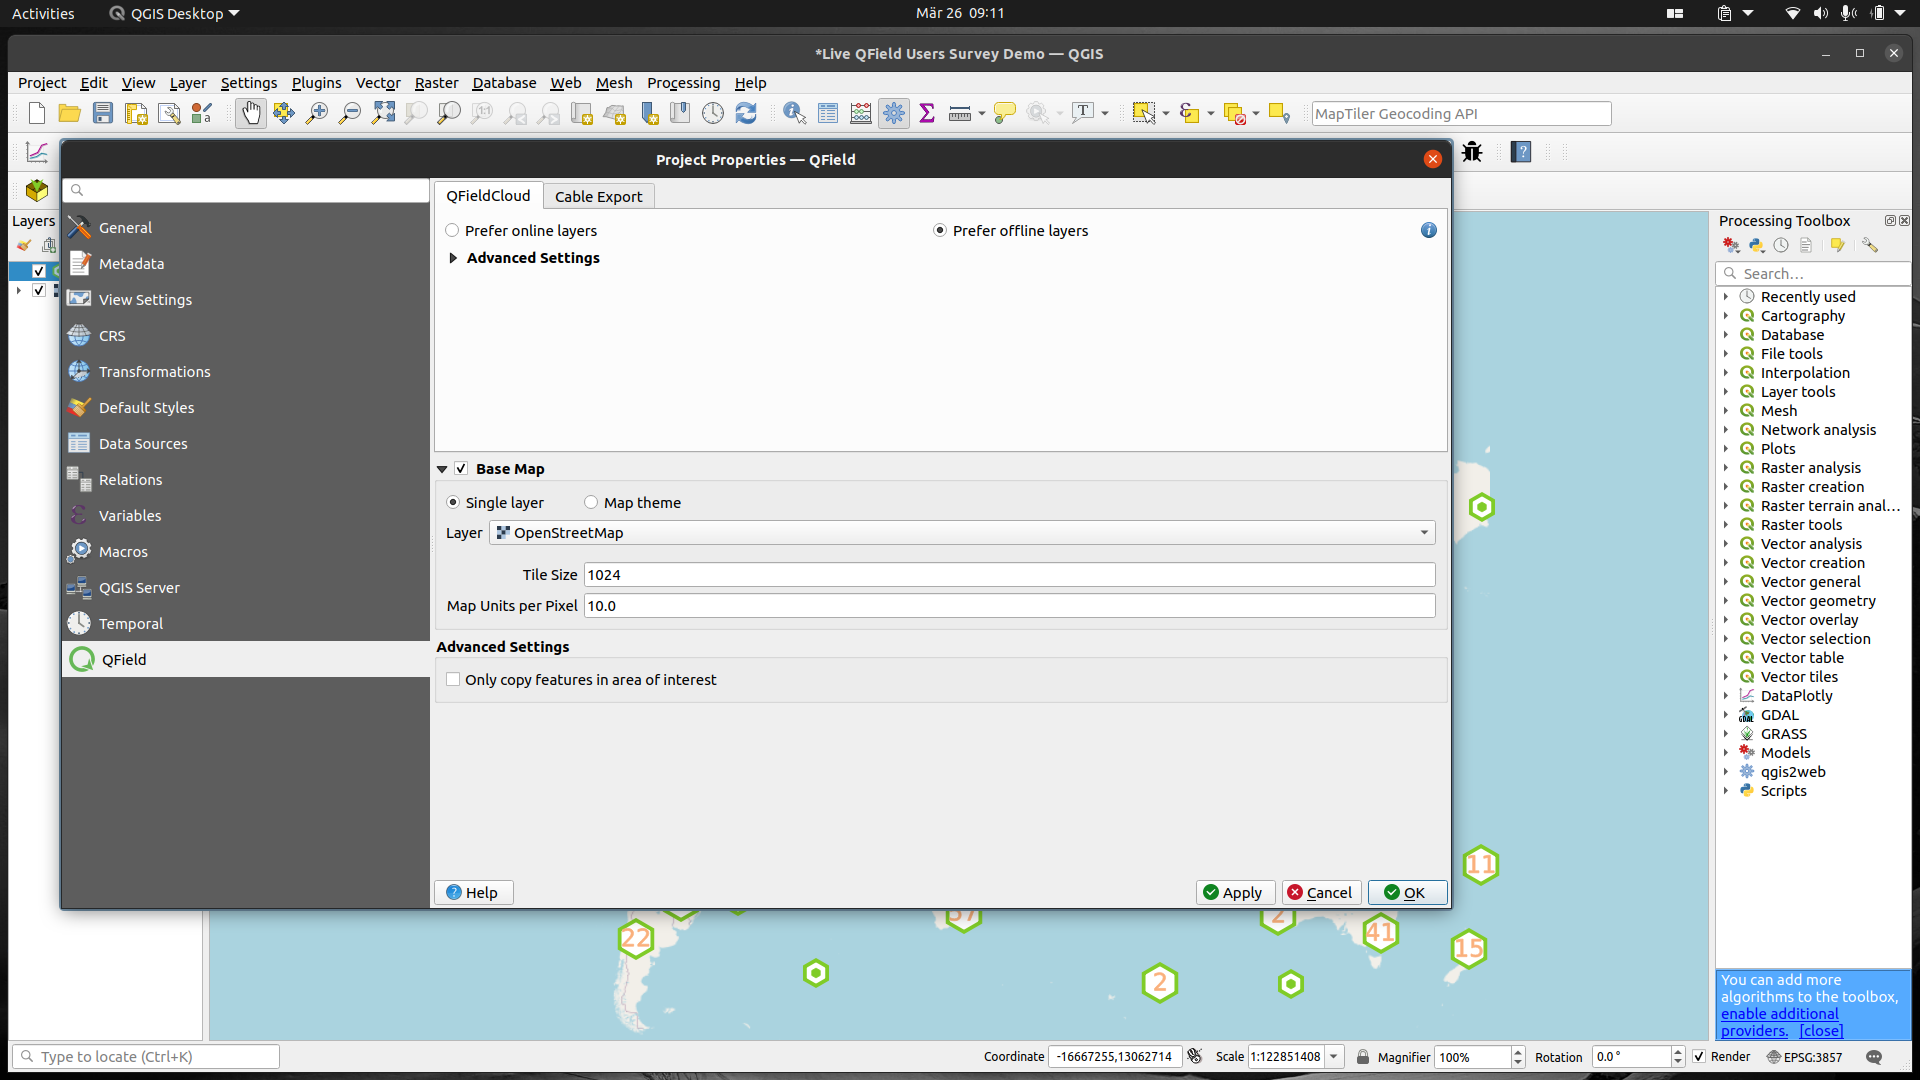 Activities
QGIS Desktop
Mär 26 09:11
*Live QField Users Survey Demo — QGIS
Project Edit View Layer Settings Plugins Vector Raster Database Web Mesh Processing Help
MapTiler Geocoding API
Project Properties — QField
Layers
General
Metadata
View Settings
CRS
Transformations
Default Styles
Data Sources
Relations
Variables
Macros
QGIS Server
Temporal
QField
QFieldCloud
Cable Export
Prefer online layers
Prefer offline layers
Advanced Settings
Base Map
Single layer
Map theme
Layer
OpenStreetMap
Tile Size
1024
Map Units per Pixel
10.0
Advanced Settings
Only copy features in area of interest
Help
Apply
Cancel
OK
Processing Toolbox
Search…
Recently used
Cartography
Database
File tools
Interpolation
Layer tools
Mesh
Network analysis
Plots
Raster analysis
Raster creation
Raster terrain anal…
Raster tools
Vector analysis
Vector creation
Vector general
Vector geometry
Vector overlay
Vector selection
Vector table
Vector tiles
DataPlotly
GDAL
GRASS
Models
qgis2web
Scripts
11
22
57
2
41
15
2
You can add more
algorithms to the toolbox,
enable additional
providers. [close]
Type to locate (Ctrl+K)
Coordinate
-16667255,13062714
Scale
1:122851408
Magnifier
100%
Rotation
0.0 °
Render
EPSG:3857